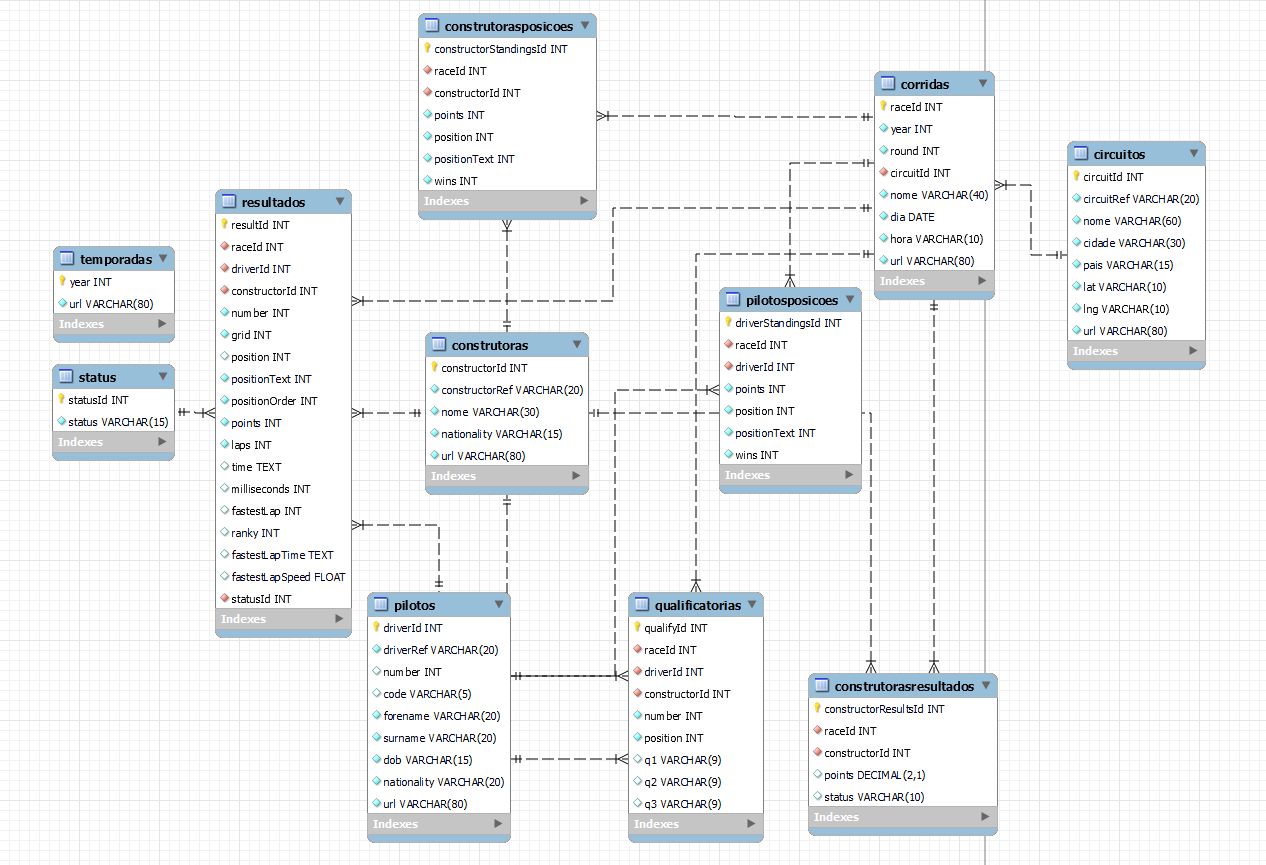 construtorasposicoes
constructorStandingsId INT
raceId INT
constructorId INT
points INT
position INT
positionText INT
wins INT
Indexes
corridas
raceId INT
year INT
round INT
circuitId INT
nome VARCHAR(40)
dia DATE
hora VARCHAR(10)
url VARCHAR(80)
Indexes
circuitos
circuitId INT
circuitRef VARCHAR(20)
nome VARCHAR(60)
cidade VARCHAR(30)
pais VARCHAR(15)
lat VARCHAR(10)
lng VARCHAR(10)
url VARCHAR(80)
Indexes
resultados
resultId INT
raceId INT
driverId INT
constructorId INT
number INT
grid INT
position INT
positionText INT
positionOrder INT
points INT
laps INT
time TEXT
milliseconds INT
fastestLap INT
ranky INT
fastestLapTime TEXT
fastestLapSpeed FLOAT
statusId INT
Indexes
temporadas
year INT
url VARCHAR(80)
Indexes
status
statusId INT
status VARCHAR(15)
Indexes
construtoras
constructorId INT
constructorRef VARCHAR(20)
nome VARCHAR(30)
nationality VARCHAR(15)
url VARCHAR(80)
Indexes
pilotosposicoes
driverStandingsId INT
raceId INT
driverId INT
points INT
position INT
positionText INT
wins INT
Indexes
pilotos
driverId INT
driverRef VARCHAR(20)
number INT
code VARCHAR(5)
forename VARCHAR(20)
surname VARCHAR(20)
dob VARCHAR(15)
nationality VARCHAR(20)
url VARCHAR(80)
Indexes
qualificatorias
qualifyId INT
raceId INT
driverId INT
constructorId INT
number INT
position INT
q1 VARCHAR(9)
q2 VARCHAR(9)
q3 VARCHAR(9)
Indexes
construtorasresultados
constructorResultsId INT
raceId INT
constructorId INT
points DECIMAL(2,1)
status VARCHAR(10)
Indexes